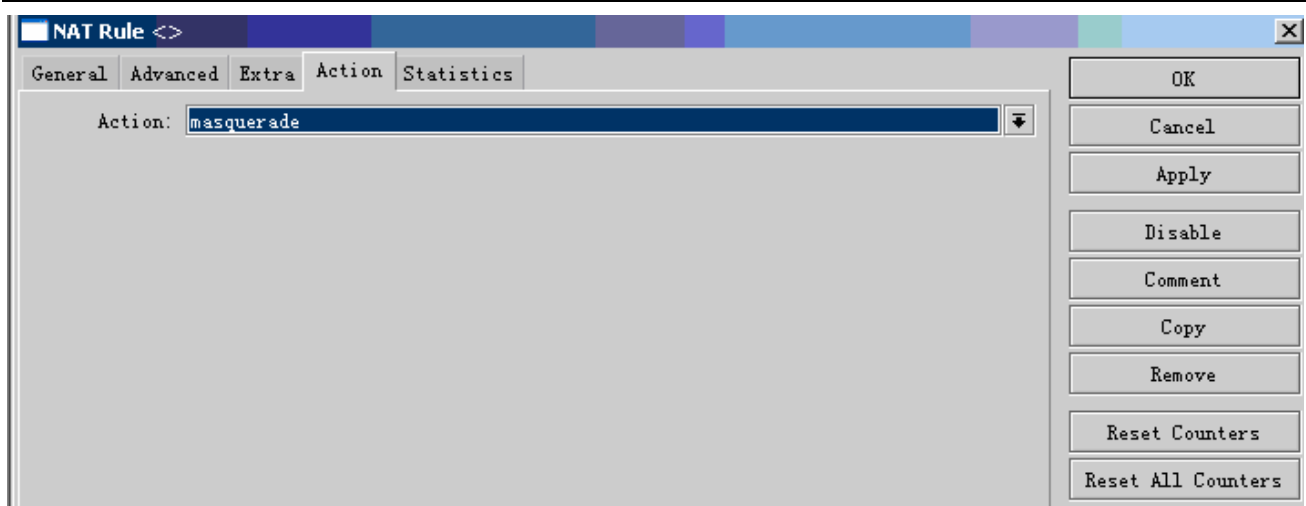 NAT Rule <>
General Advanced Extra Action Statistics
Action: masquerade
OK
Cancel
Apply
Disable
Comment
Copy
Remove
Reset Counters
Reset All Counters